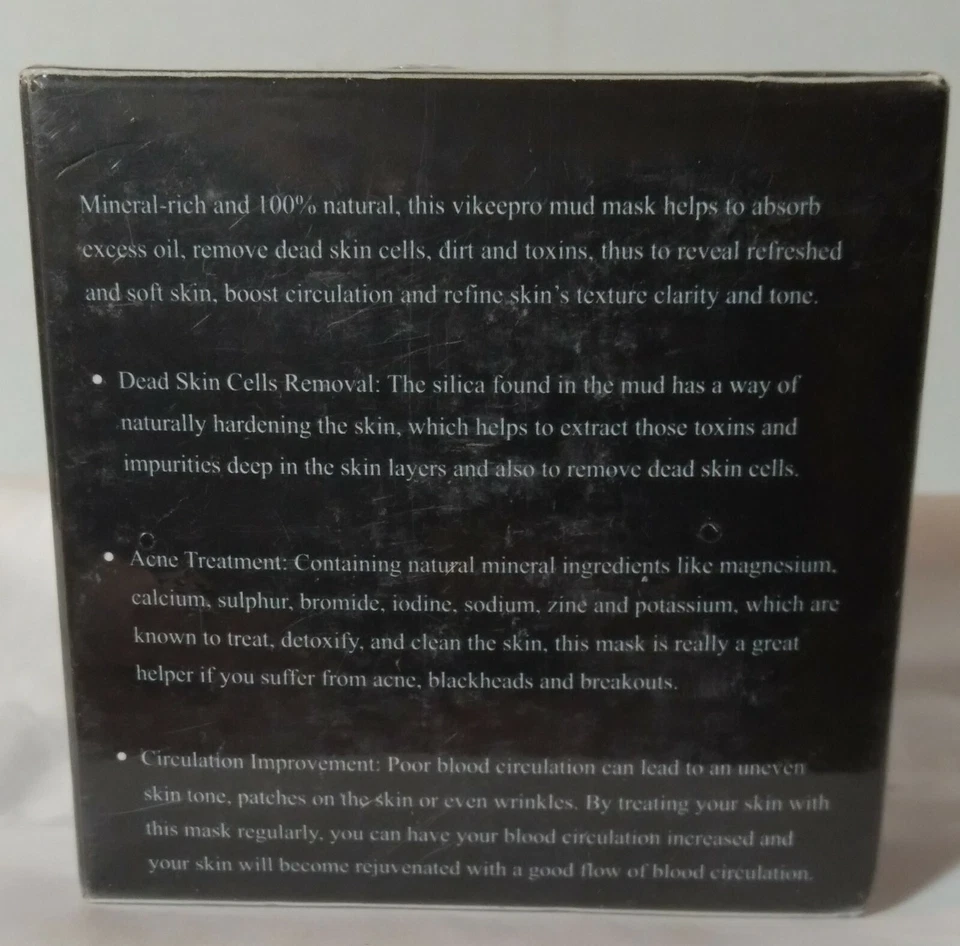 Mineral-rich and 100% natural, this vikeepro mud mask helps to absorb
excess oil, remove dead skin cells, dirt and toxins, thus to reveal refreshed
and soft skin, boost circulation and refine skin's texture clarity and tone.
• Dead Skin Cells Removal: The silica found in the mud has a way of
naturally hardening the skin, which helps to extract those toxins and
impurities deep in the skin layers and also to remove dead skin cells.
• Acne Treatment: Containing natural mineral ingredients like magnesium,
calcium, sulphur, bromide, iodine, sodium, zinc and potassium, which are
known to treat, detoxify, and clean the skin, this mask is really a great
helper if you suffer from acne, blackheads and breakouts.
• Circulation Improvement: Poor blood circulation can lead to an uneven
skin tone, patches on the skin or even wrinkles. By treating your skin with
this mask regularly, you can have your blood circulation increased and
your skin will become rejuvenated with a good flow of blood circulation.